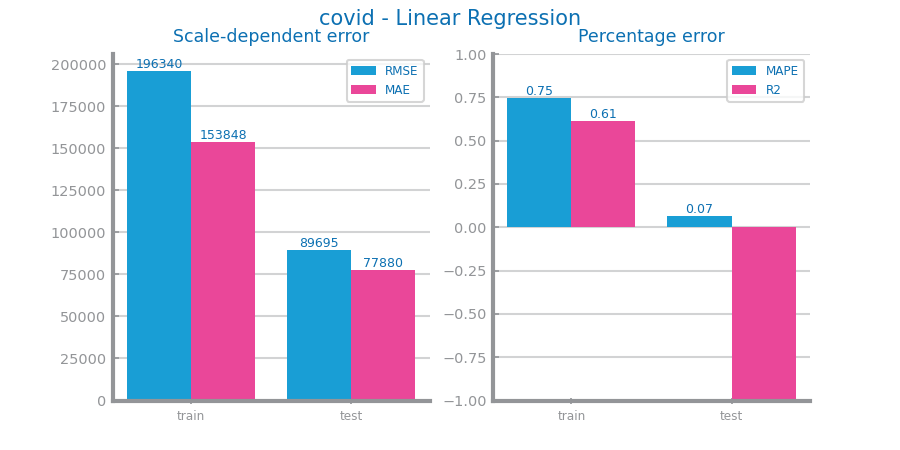 covid - Linear Regression
Scale-dependent error
200000
175000
150000
125000
100000
75000
50000
25000
0
196340
153848
89695
77880
RMSE
MAE
train
test
Percentage error
1.00
0.75
0.50
0.25
0.00
−0.25
−0.50
−0.75
−1.00
0.75
0.61
0.07
MAPE
R2
train
test